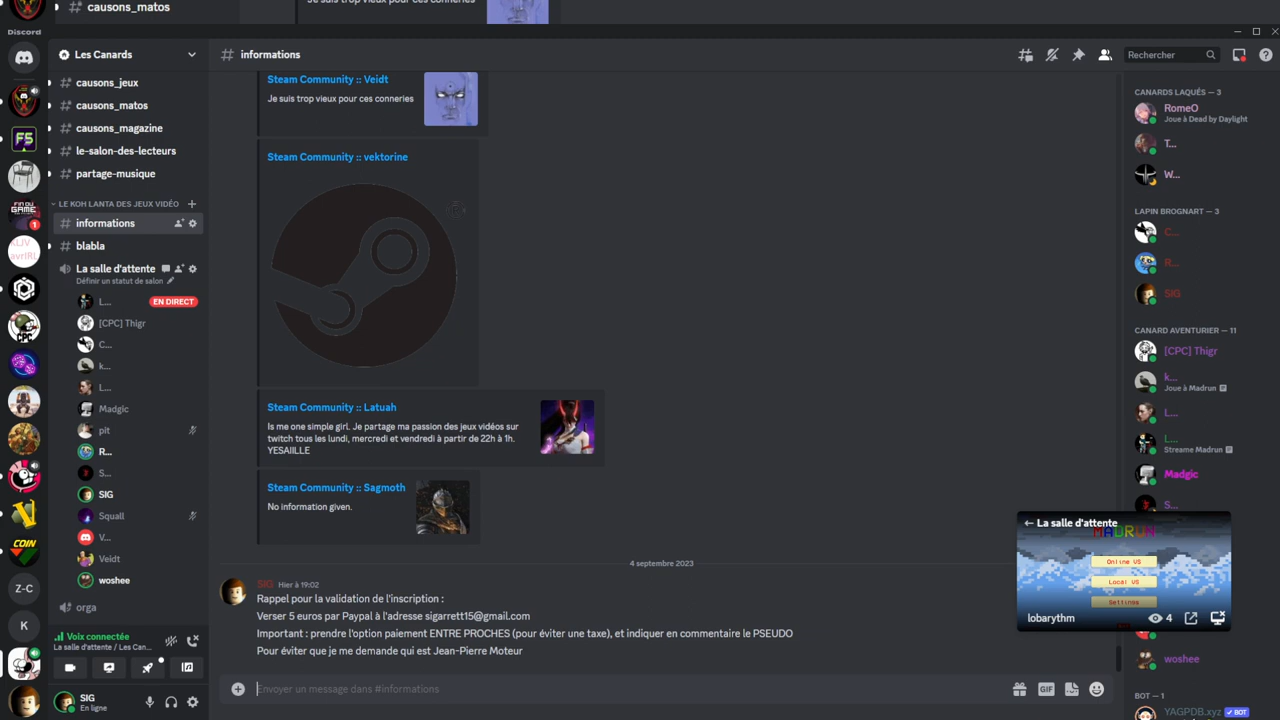 causons_matos
Je suis trop vieux pour ces conneries
Discord
Les Canards
informations
Rechercher
causons_jeux
causons_matos
causons_magazine
le-salon-des-lecteurs
partage-musique
LE KOH LANTA DES JEUX VIDÉO
informations
blabla
La salle d'attente
Définir un statut de salon
L...
EN DIRECT
[CPC] Thigr
C...
k...
L...
Madgic
pit
R...
S...
SIG
Squall
V...
Veidt
woshee
orga
Voix connectée
La salle d'attente / Les Can...
SIG
En ligne
F5
FIN DU
GAME
1
CPC
COIN
Z-C
K
Steam Community :: Veidt
Je suis trop vieux pour ces conneries
Steam Community :: vektorine
Steam Community :: Latuah
Is me one simple girl. Je partage ma passion des jeux vidéos sur
twitch tous les lundi, mercredi et vendredi à partir de 22h à 1h.
YESAIILLE
Steam Community :: Sagmoth
No information given.
4 septembre 2023
SIG Hier à 19:02
Rappel pour la validation de l'inscription :
Verser 5 euros par Paypal à l'adresse sigarrett15@gmail.com
Important : prendre l'option paiement ENTRE PROCHES (pour éviter une taxe), et indiquer en commentaire le PSEUDO
Pour éviter que je me demande qui est Jean-Pierre Moteur
Envoyer un message dans #informations
GIF
CANARDS LAQUÉS — 3
RomeO
Joue à Dead by Daylight
T...
W...
LAPIN BROGNART — 3
C...
R...
SIG
CANARD AVENTURIER — 11
[CPC] Thigr
k...
Joue à Madrun
L...
L...
Streame Madrun
Madgic
S...
La salle d'attente
MADRUN
Online VS
Local VS
Settings
lobarythm
4
woshee
BOT — 1
YAGPDB.xyz
BOT